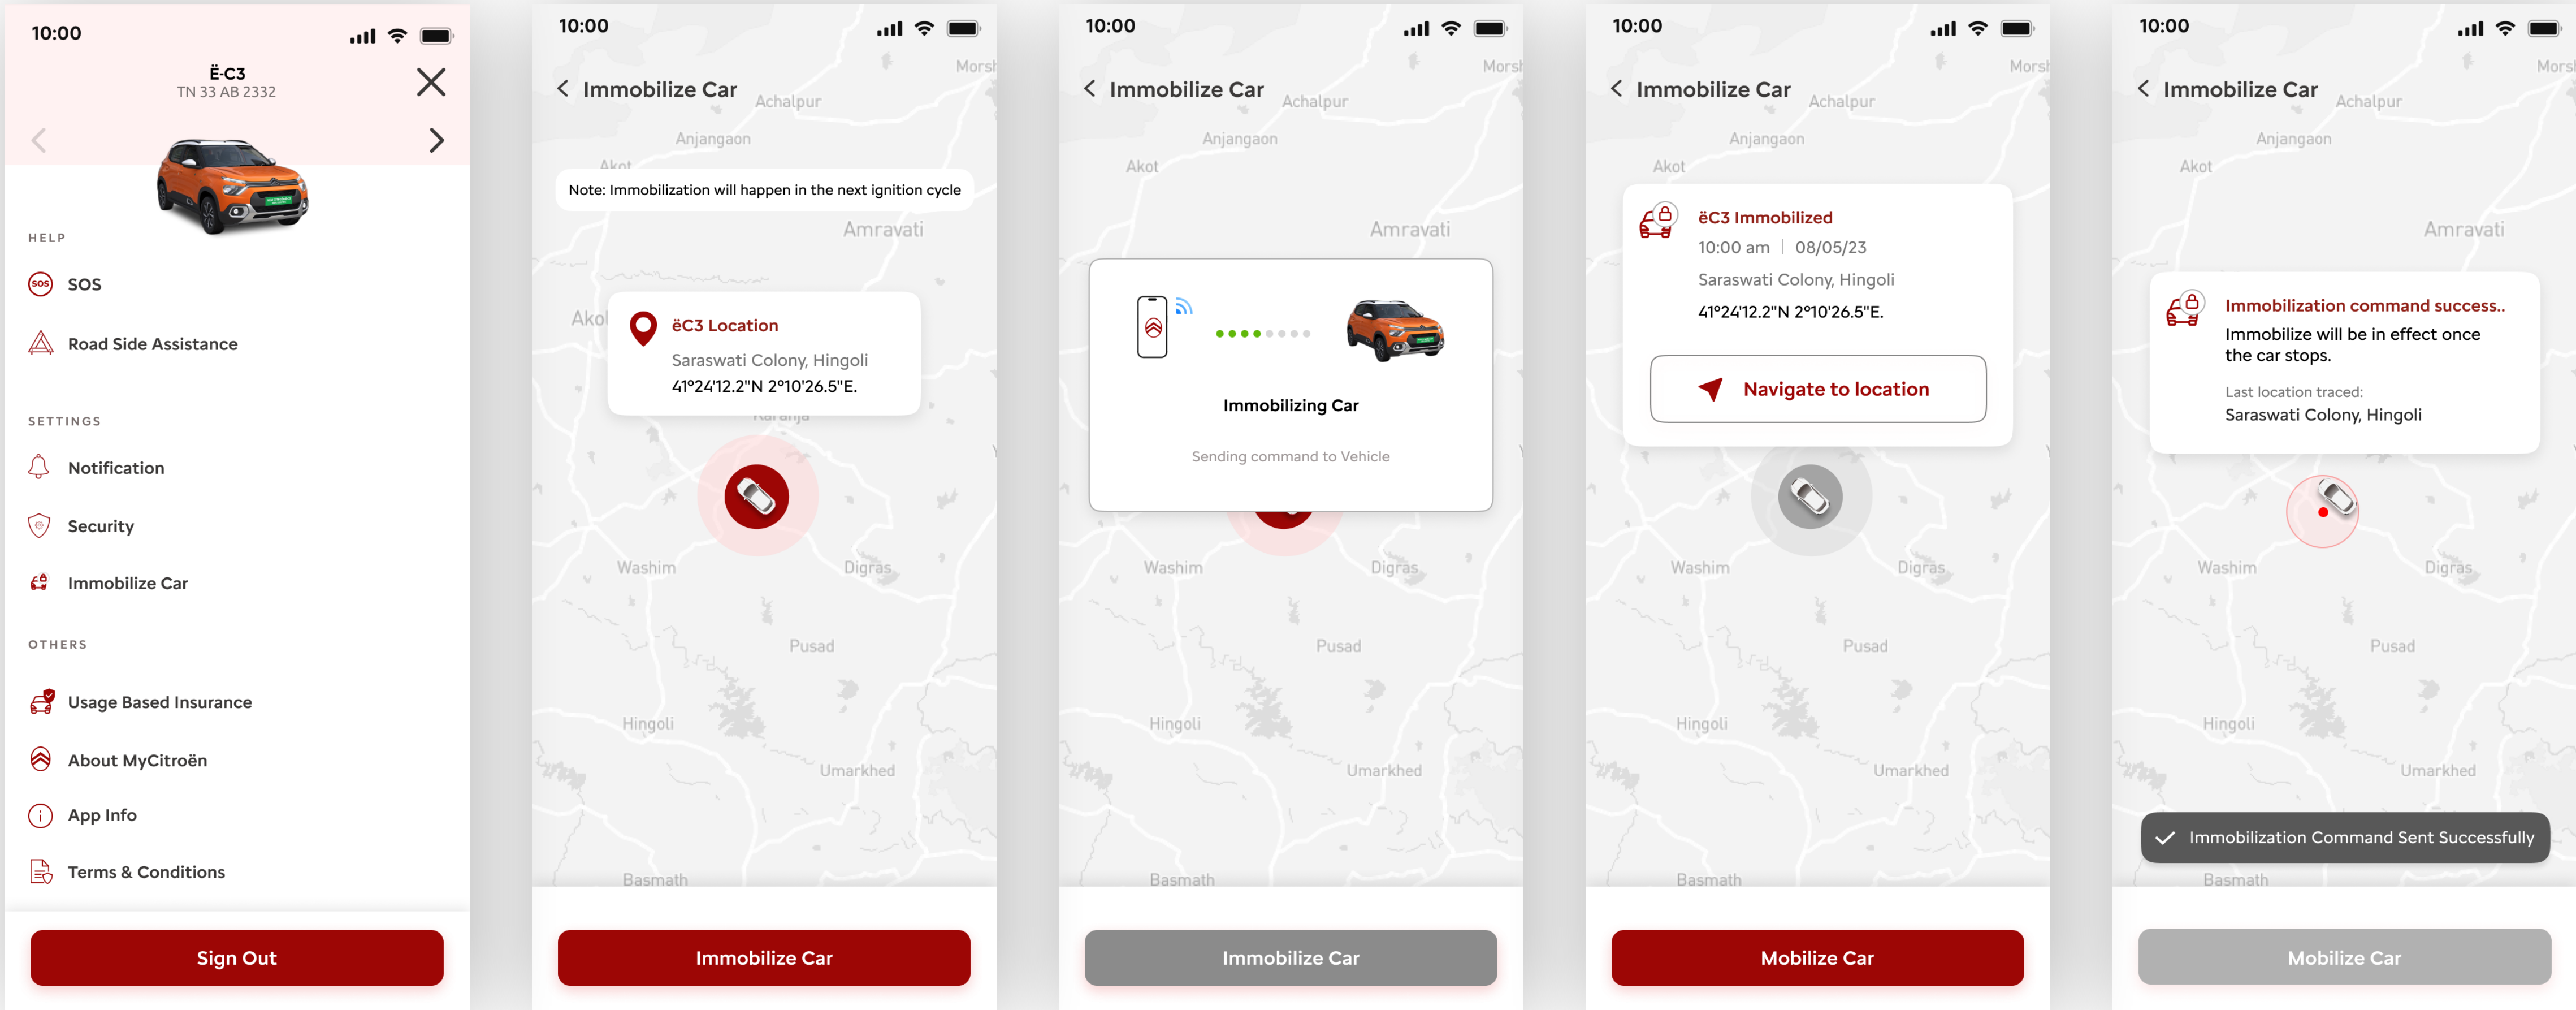 10:00
Ë-C3
TN 33 AB 2332
HELP
SOS
SOS
Road Side Assistance
SETTINGS
Notification
Security
Immobilize Car
OTHERS
Usage Based Insurance
About MyCitroën
App Info
Terms & Conditions
Sign Out
10:00
Morsh
Immobilize Car
Achalpur
Anjangaon
Akot
Note: Immobilization will happen in the next ignition cycle
Amravati
Akol
ëC3 Location
Saraswati Colony, Hingoli
41°24'12.2"N 2°10'26.5"E.
Karanja
Washim
Digras
Pusad
Hingoli
Umarkhed
Basmath
Immobilize Car
10:00
Morsh
Immobilize Car
Achalpur
Anjangaon
Akot
Amravati
Immobilizing Car
Sending command to Vehicle
Washim
Digras
Pusad
Hingoli
Umarkhed
Basmath
Immobilize Car
10:00
Morsh
Immobilize Car
Achalpur
Anjangaon
Akot
ëC3 Immobilized
10:00 am | 08/05/23
Saraswati Colony, Hingoli
41°24'12.2"N 2°10'26.5"E.
Navigate to location
Washim
Digras
Pusad
Hingoli
Umarkhed
Basmath
Mobilize Car
10:00
Mors
Immobilize Car
Achalpur
Anjangaon
Akot
Amravati
Immobilization command success..
Immobilize will be in effect once
the car stops.
Last location traced:
Saraswati Colony, Hingoli
Washim
Digras
Pusad
Hingoli
Umarkhed
Immobilization Command Sent Successfully
Basmath
Mobilize Car